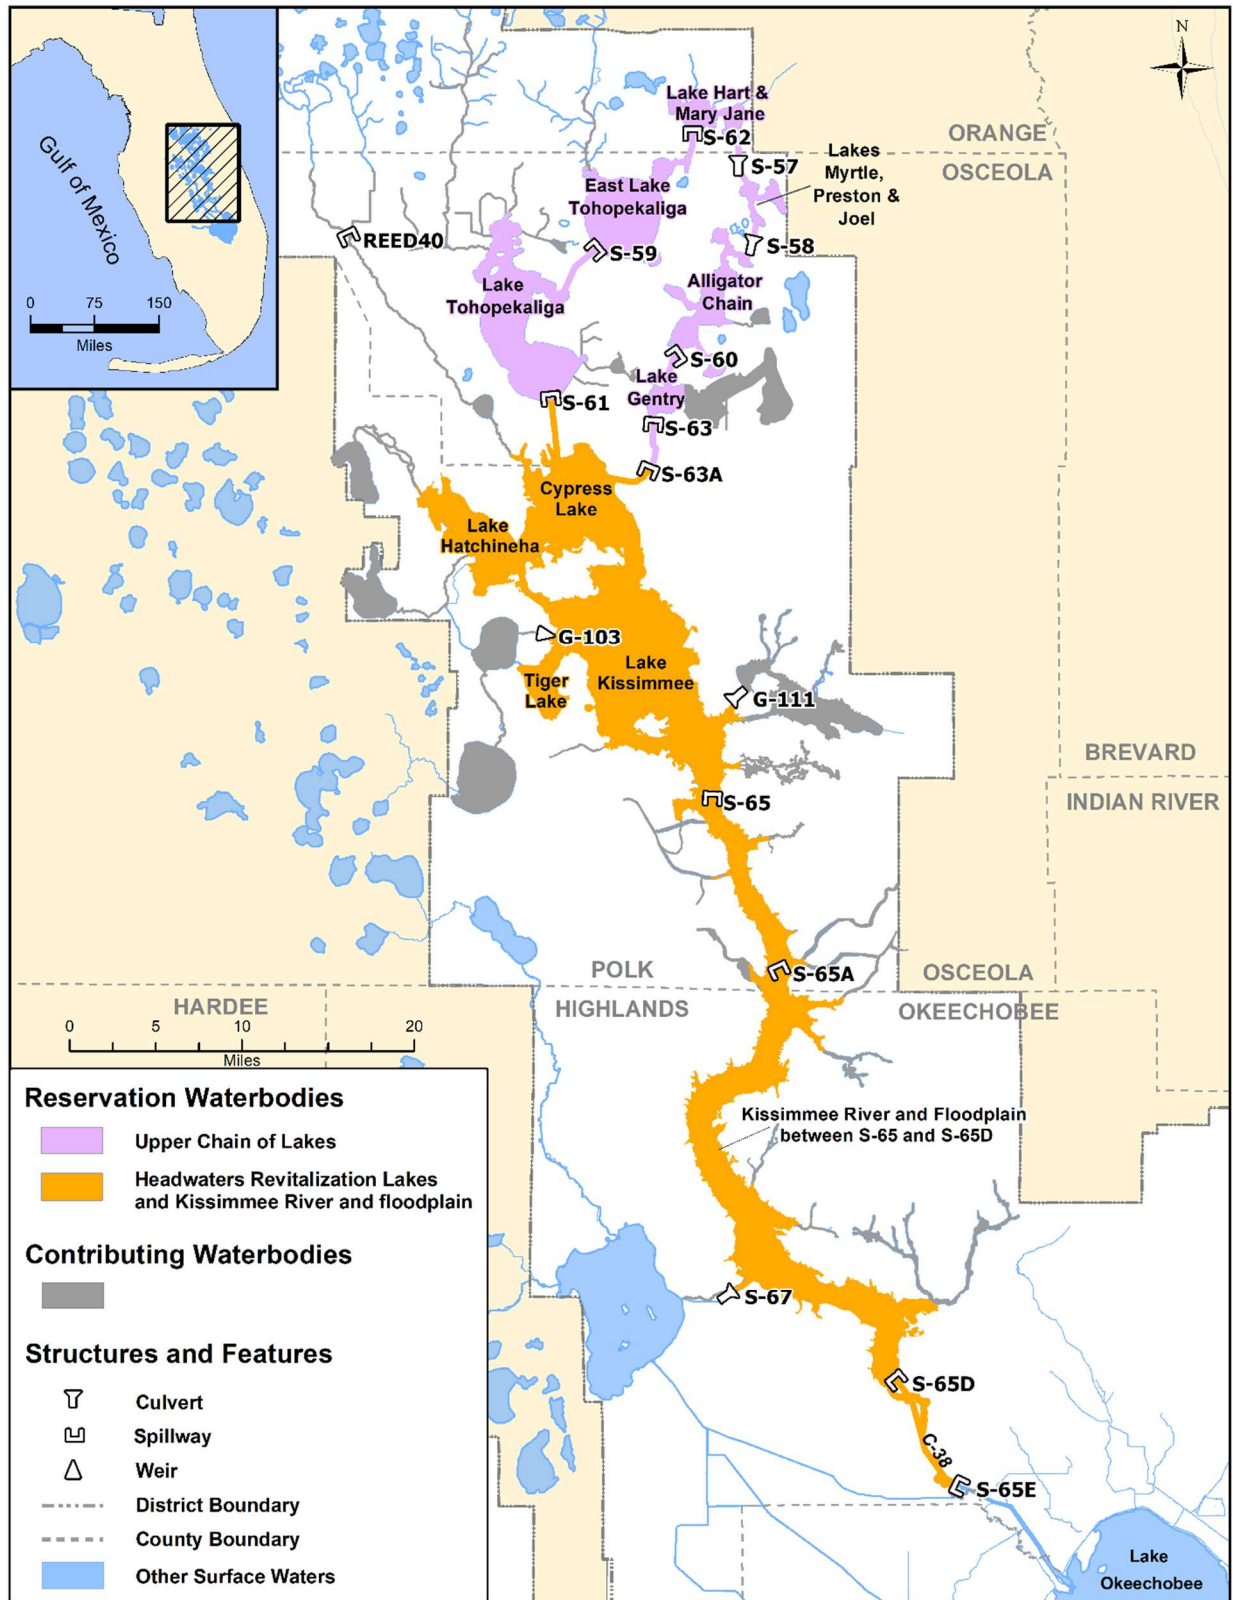 N
Gulf of Mexico
0 75 150
Miles
Lake Hart &
Mary Jane
S-62
ORANGE
OSCEOLA
S-57
Lakes
Myrtle,
Preston &
Joel
East Lake
Tohopekaliga
REED40
S-59
S-58
Lake
Tohopekaliga
Alligator
Chain
S-60
Lake
Gentry
S-61
S-63
S-63A
Cypress
Lake
Lake
Hatchineha
G-103
Lake
Kissimmee
Tiger
Lake
G-111
BREVARD
INDIAN RIVER
S-65
S-65A
POLK
OSCEOLA
HARDEE
HIGHLANDS
OKEECHOBEE
0 5 10 20
Miles
Kissimmee River and Floodplain
between S-65 and S-65D
S-67
S-65D
C-38
S-65E
Lake
Okeechobee
Reservation Waterbodies
Upper Chain of Lakes
Headwaters Revitalization Lakes
and Kissimmee River and floodplain
Contributing Waterbodies
Structures and Features
Culvert
Spillway
Weir
District Boundary
County Boundary
Other Surface Waters